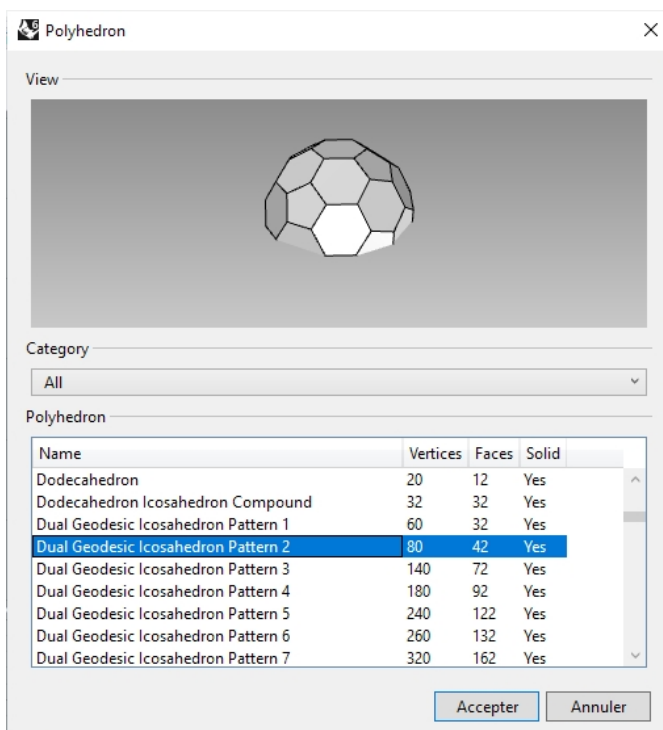 Polyhedron
View
Category
All
Polyhedron
Name Vertices Faces Solid
Dodecahedron 20 12 Yes
Dodecahedron Icosahedron Compound 32 32 Yes
Dual Geodesic Icosahedron Pattern 1 60 32 Yes
Dual Geodesic Icosahedron Pattern 2 80 42 Yes
Dual Geodesic Icosahedron Pattern 3 140 72 Yes
Dual Geodesic Icosahedron Pattern 4 180 92 Yes
Dual Geodesic Icosahedron Pattern 5 240 122 Yes
Dual Geodesic Icosahedron Pattern 6 260 132 Yes
Dual Geodesic Icosahedron Pattern 7 320 162 Yes
Accepter Annuler